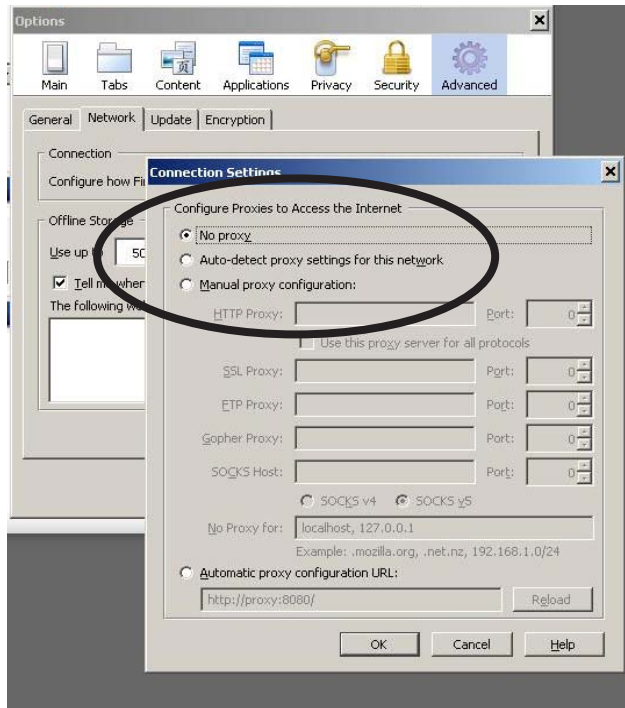 Options
Main Tabs Content Applications Privacy Security Advanced
General Network Update Encryption
Connection
Configure how Fi
Offline Storage
Use up to 50
Tell me when
The following we
Connection Settings
Configure Proxies to Access the Internet
No proxy
Auto-detect proxy settings for this network
Manual proxy configuration:
HTTP Proxy: Port: 0
Use this proxy server for all protocols
SSL Proxy: Port: 0
FTP Proxy: Port: 0
Gopher Proxy: Port: 0
SOCKS Host: Port: 0
SOCKS v4 SOCKS v5
No Proxy for: localhost, 127.0.0.1
Example: .mozilla.org, .net.nz, 192.168.1.0/24
Automatic proxy configuration URL:
http://proxy:8080/ Reload
OK Cancel Help